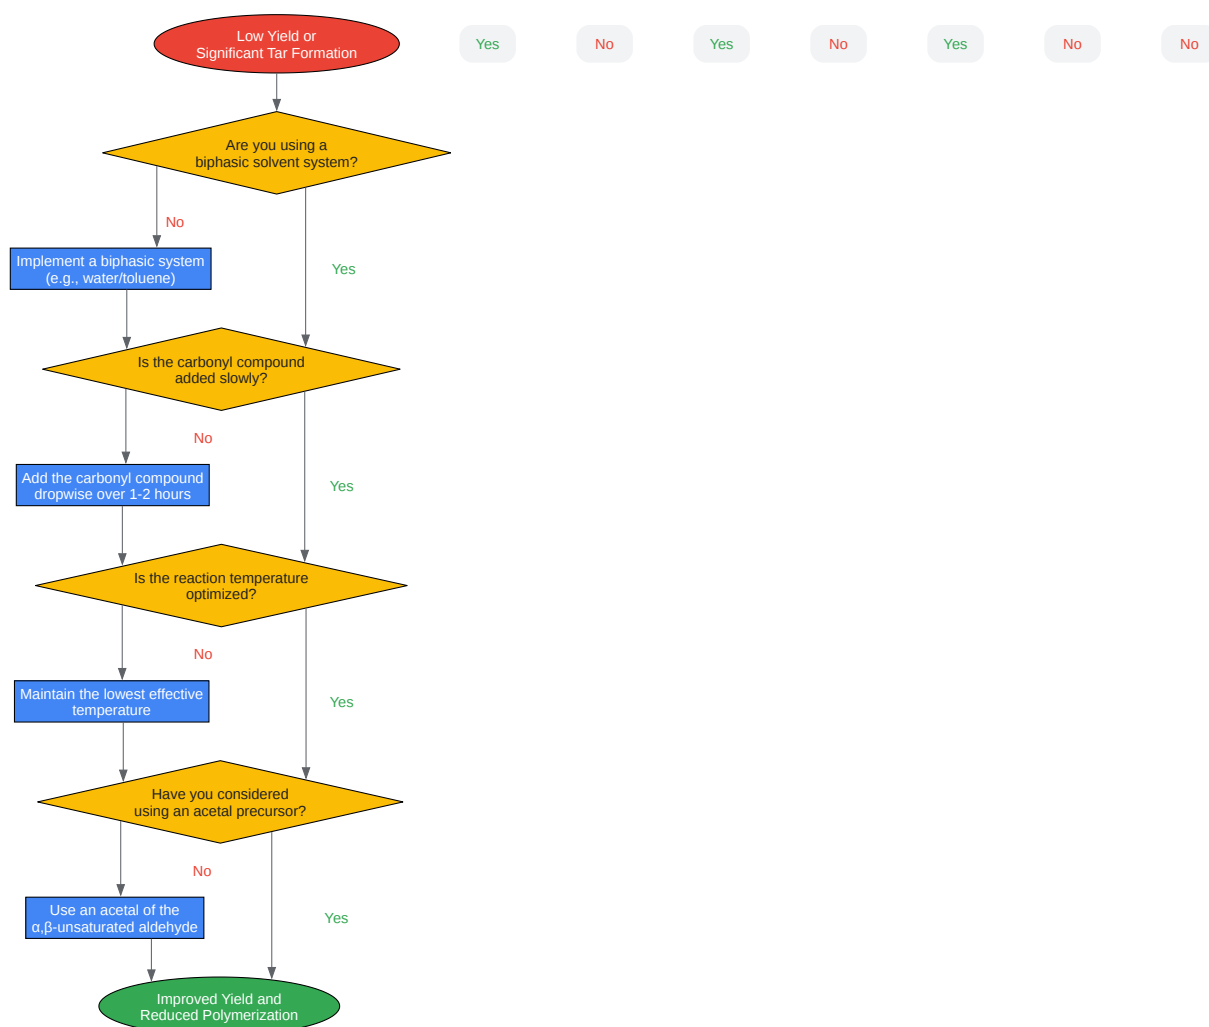 Low Yield or
Significant Tar Formation
Yes
No
Yes
No
Yes
No
No
Are you using a
biphasic solvent system?
No
Implement a biphasic system
(e.g., water/toluene)
Yes
Is the carbonyl compound
added slowly?
No
Add the carbonyl compound
dropwise over 1-2 hours
Yes
Is the reaction temperature
optimized?
No
Maintain the lowest effective
temperature
Yes
Have you considered
using an acetal precursor?
No
Use an acetal of the
α,β-unsaturated aldehyde
Yes
Improved Yield and
Reduced Polymerization